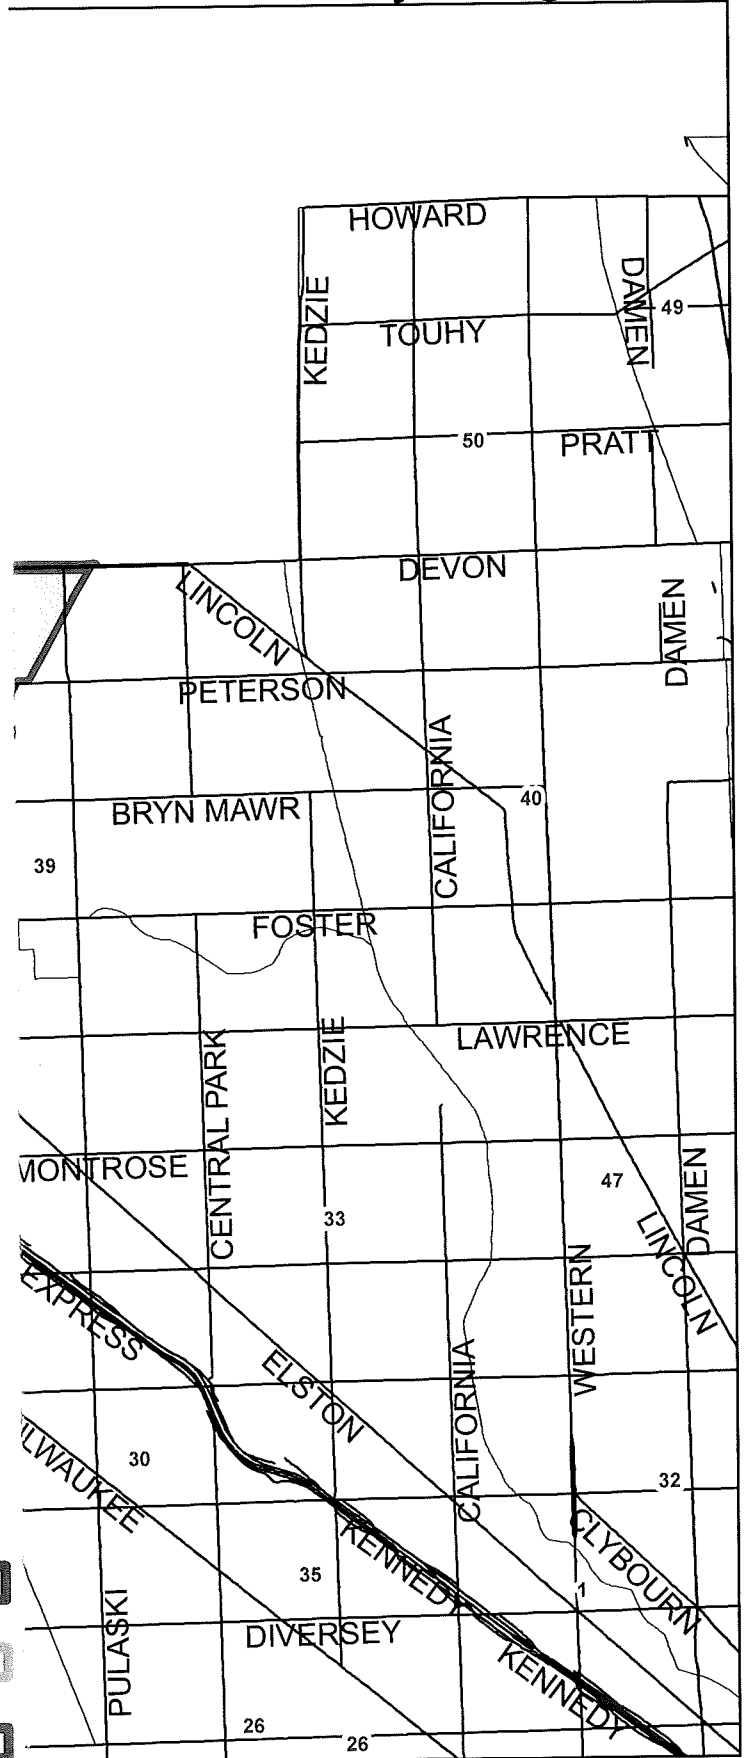 HOWARD
KEDZIE
DAMEN
49
TOUHY
50
PRATT
DEVON
LINCOLN
DAMEN
PETERSON
CALIFORNIA
40
BRYN MAWR
39
FOSTER
LAWRENCE
KEDZIE
CENTRAL PARK
MONTROSE
47
DAMEN
33
LINCOLN
WESTERN
EXPRESS
ELSTON
CALIFORNIA
30
ILWAUKEE
32
CLYBOURN
KENNEDY
35
1
PULASKI
DIVERSEY
KENNEDY
26
26